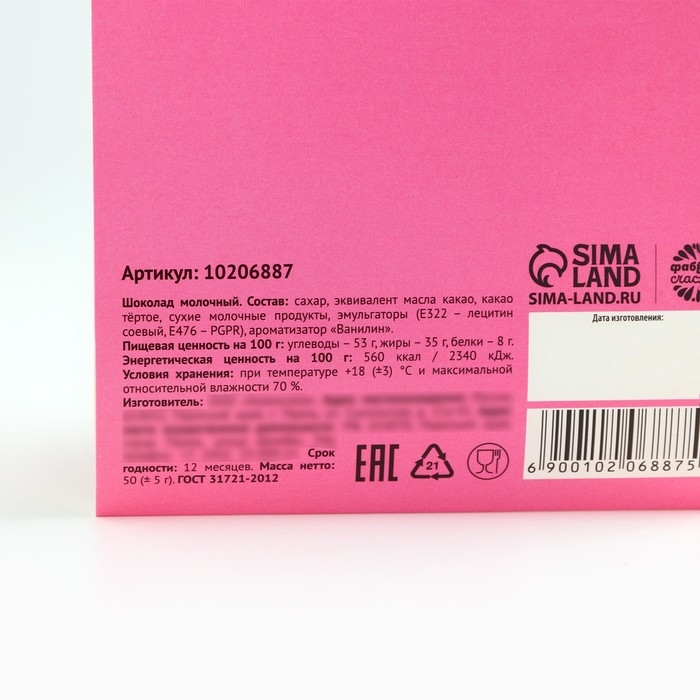 Артикул: 10206887
Шоколад молочный. Состав: сахар, эквивалент масла какао, какао
тёртое, сухие молочные продукты, эмульгаторы (Е322 – лецитин
соевый, Е476 – PGPR), ароматизатор «Ванилин».
Пищевая ценность на 100 г: углеводы – 53 г, жиры – 35 г, белки – 8 г.
Энергетическая ценность на 100 г: 560 ккал / 2340 кДж.
Условия хранения: при температуре +18 (±3) °С и максимальной
относительной влажности 70 %.
Изготовитель:
Срок
годности: 12 месяцев. Масса нетто:
50 (± 5 г). ГОСТ 31721-2012
EAC
21
SIMA
LAND
SIMA-LAND.RU
Дата изготовления:
6 900102 068875